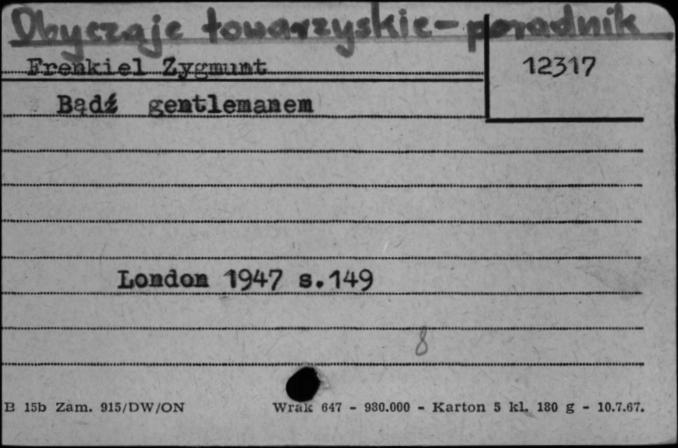 Obyczaje towarzyskie - poradnik
Frenkiel Zygmunt
12317
Bądź gentlemanem
London 1947 s.149
8
B 15b Zam. 915/DW/ON
Wrak 647 - 980.000 - Karton 5 kl. 180 g - 10.7.67.